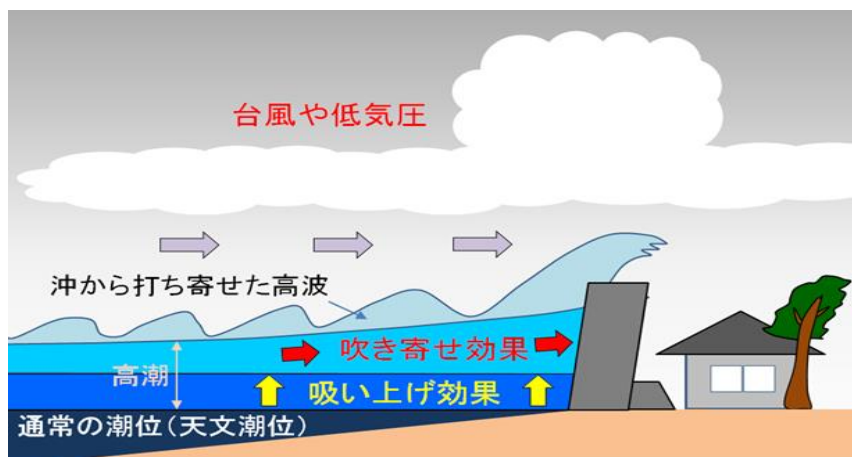 台風や低気圧
沖から打ち寄せた高波
吹き寄せ効果
高潮
吸い上げ効果
通常の潮位(天文潮位)